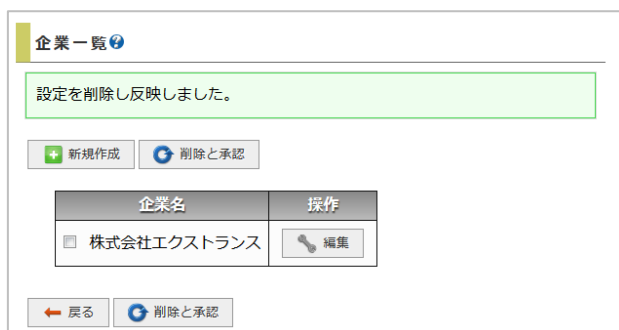 企業一覧?
設定を削除し反映しました。
新規作成 削除と承認
企業名 操作
株式会社エクストランス 編集
戻る 削除と承認